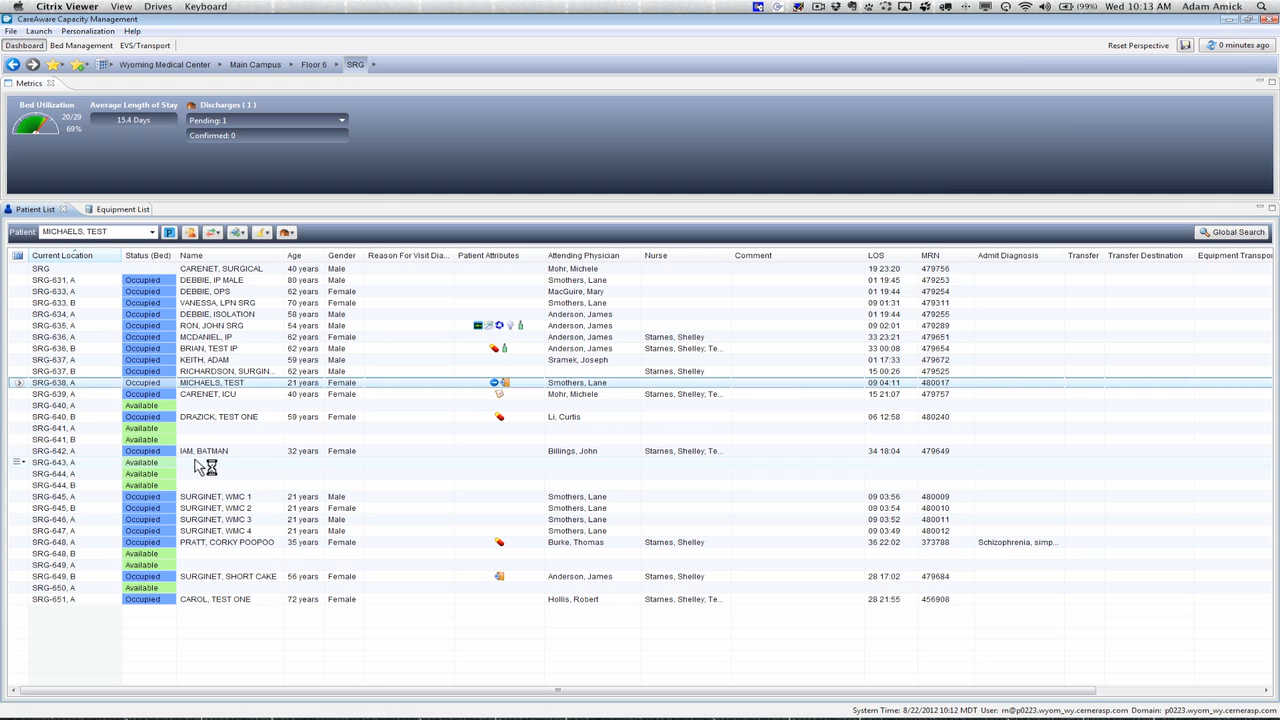 Citrix Viewer View Drives Keyboard (99%) Wed 10:13 AM Adam Amick
CareAware Capacity Management
File Launch Personalization Help
Dashboard Bed Management EVS/Transport Reset Perspective 0 minutes ago
Wyoming Medical Center Main Campus Floor 6 SRG
Metrics
Bed Utilization Average Length of Stay Discharges ( 1 )
20/29 15.4 Days Pending: 1
69% Confirmed: 0
Patient List Equipment List
Patient: MICHAELS, TEST P Global Search
Current Location Status (Bed) Name Age Gender Reason For Visit Dia... Patient Attributes Attending Physician Nurse Comment LOS MRN Admit Diagnosis Transfer Transfer Destination Equipment Transpor
SRG CARENET, SURGICAL 40 years Male Mohr, Michele 19 23:20 479756
SRG-631, A Occupied DEBBIE, IP MALE 80 years Male Smothers, Lane 01 19:45 479253
SRG-633, A Occupied DEBBIE, OPS 62 years Male MacGuire, Mary 01 19:44 479254
SRG-633, B Occupied VANESSA, LPN SRG 70 years Male Smothers, Lane 09 01:31 479311
SRG-634, A Occupied DEBBIE, ISOLATION 58 years Male Anderson, James 01 19:44 479255
SRG-635, A Occupied RON, JOHN SRG 54 years Male Anderson, James 09 02:01 479289
SRG-636, A Occupied MCDANIEL, IP 62 years Female Anderson, James Starnes, Shelley 33 23:21 479651
SRG-636, B Occupied BRIAN, TEST IP 62 years Male Anderson, James Starnes, Shelley; Te... 33 00:08 479654
SRG-637, A Occupied KEITH, ADAM 59 years Male Sramek, Joseph 01 17:33 479672
SRG-637, B Occupied RICHARDSON, SURGIN... 62 years Male Starnes, Shelley 15 00:26 479525
SRG-638, A Occupied MICHAELS, TEST 21 years Female Smothers, Lane 09 04:11 480017
SRG-639, A Occupied CARENET, ICU 40 years Female Mohr, Michele Starnes, Shelley; Te... 15 21:07 479757
SRG-640, A Available
SRG-640, B Occupied DRAZICK, TEST ONE 59 years Female Li, Curtis 06 12:58 480240
SRG-641, A Available
SRG-641, B Available
SRG-642, A Occupied IAM, BATMAN 32 years Female Billings, John Starnes, Shelley; Te... 34 18:04 479649
SRG-643, A Available
SRG-644, A Available
SRG-644, B Available
SRG-645, A Occupied SURGINET, WMC 1 21 years Male Smothers, Lane 09 03:56 480009
SRG-645, B Occupied SURGINET, WMC 2 21 years Female Smothers, Lane 09 03:54 480010
SRG-646, A Occupied SURGINET, WMC 3 21 years Male Smothers, Lane 09 03:52 480011
SRG-647, A Occupied SURGINET, WMC 4 21 years Male Smothers, Lane 09 03:49 480012
SRG-648, A Occupied PRATT, CORKY POOPOO 35 years Female Burke, Thomas Starnes, Shelley 36 22:02 373788 Schizophrenia, simp...
SRG-648, B Available
SRG-649, A Available
SRG-649, B Occupied SURGINET, SHORT CAKE 56 years Female Anderson, James Starnes, Shelley 28 17:02 479684
SRG-650, A Available
SRG-651, A Occupied CAROL, TEST ONE 72 years Female Hollis, Robert Starnes, Shelley; Te... 28 21:55 456908
System Time: 8/22/2012 10:12 MDT User: rn@p0223.wyom_wy.cernerasp.com Domain: p0223.wyom_wy.cernerasp.com